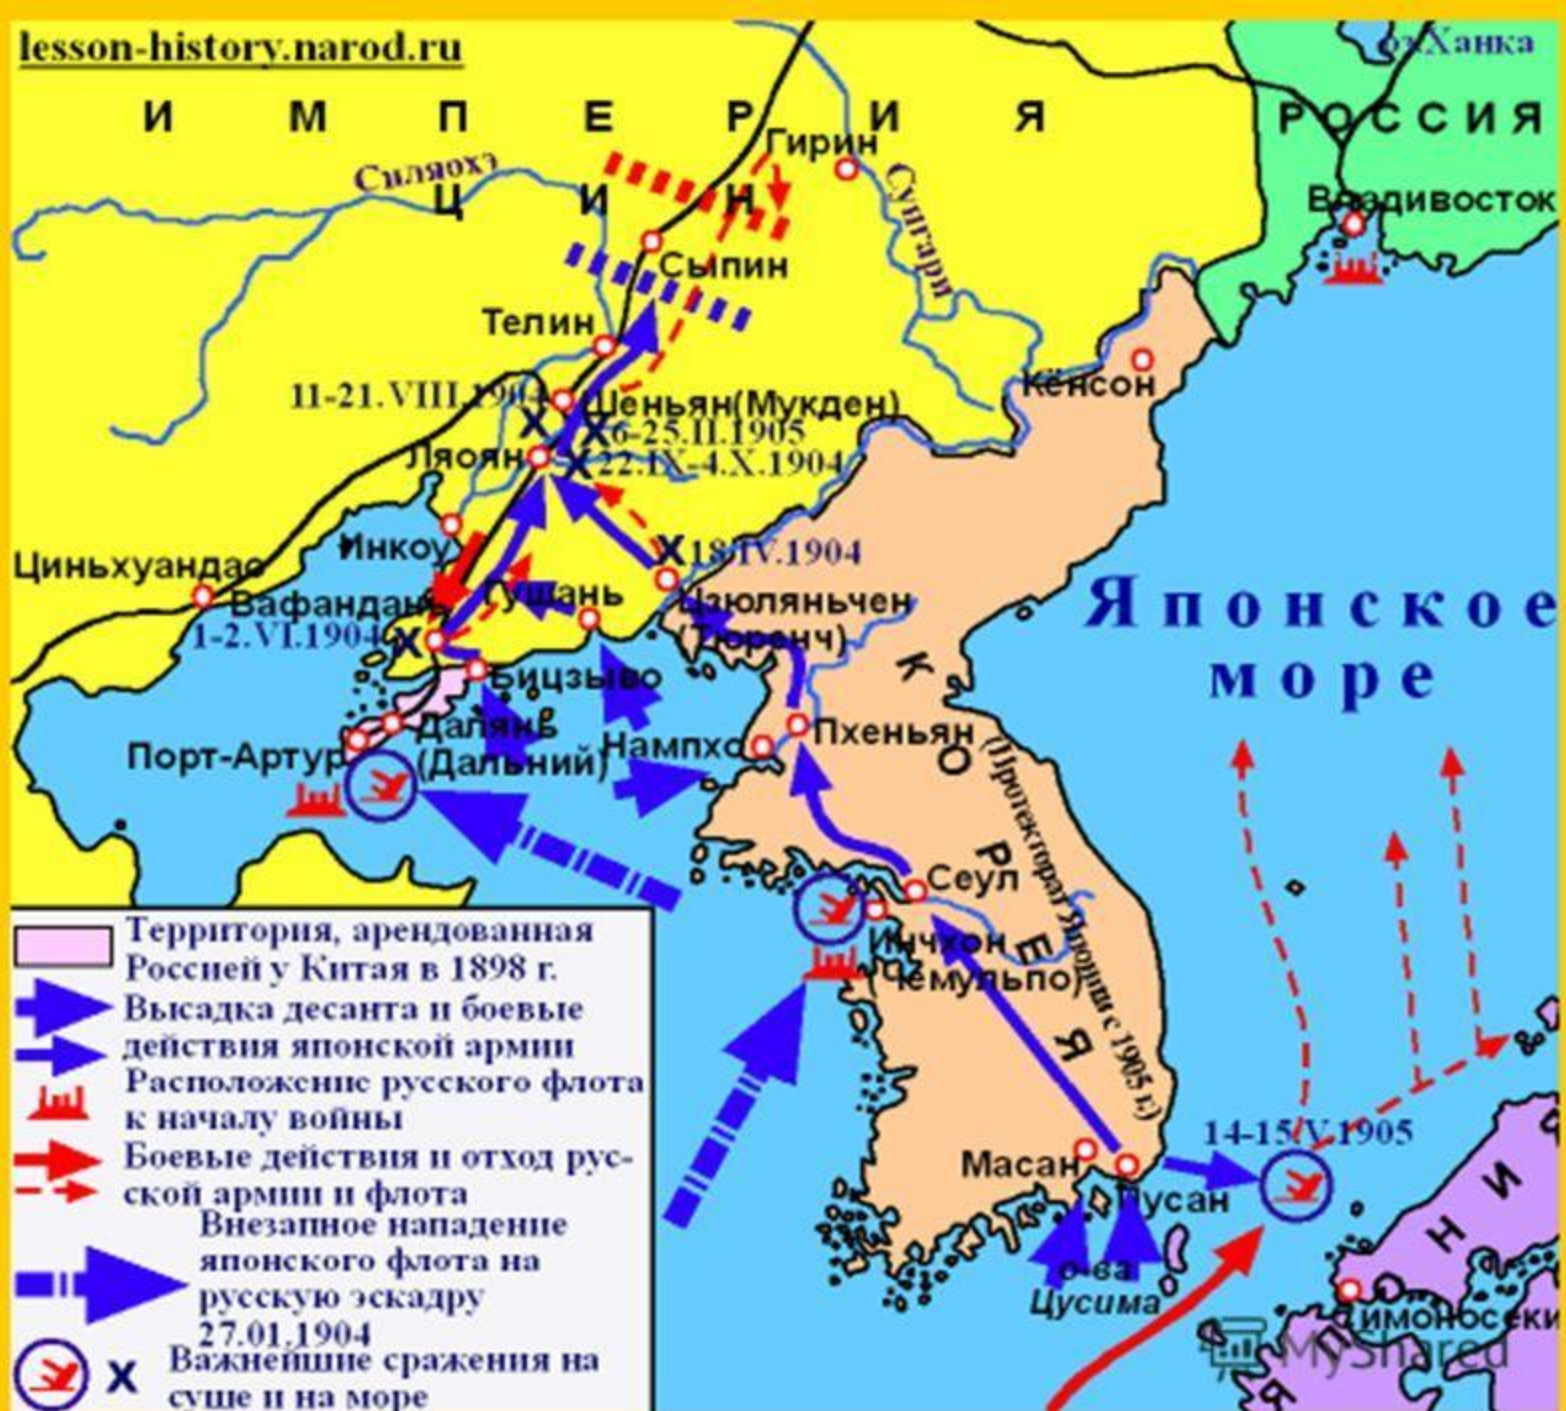 lesson-history.narod.ru
оз.Ханка
И М П Е Р И Я
РОССИЯ
Гирин
Силяохэ
Ц И Н
Сунгари
Владивосток
Сыпин
Телин
Кёнсон
11-21.VIII.1904
Шеньян(Мукден)
6-25.II.1905
Ляоян
22.IX-4.X.1904
Инкоу
18.IV.1904
Циньхуандао
Вафандань
Гушань
Цзюляньчен
(Тюренч)
1-2.VI.1904
Японское
море
Бицзыво
Далянь
(Дальний)
Порт-Артур
Нампхо
Пхеньян
К О Р Е Я
(Протекторат Японии с 1905 г.)
Сеул
Инчхон
(Чемульпо)
14-15.V.1905
Масан
Пусан
о-ва
Цусима
Симоносеки
Я П О Н И
MyShared
Территория, арендованная
Россией у Китая в 1898 г.
Высадка десанта и боевые
действия японской армии
Расположение русского флота
к началу войны
Боевые действия и отход рус-
ской армии и флота
Внезапное нападение
японского флота на
русскую эскадру
27.01.1904
Важнейшие сражения на
суше и на море